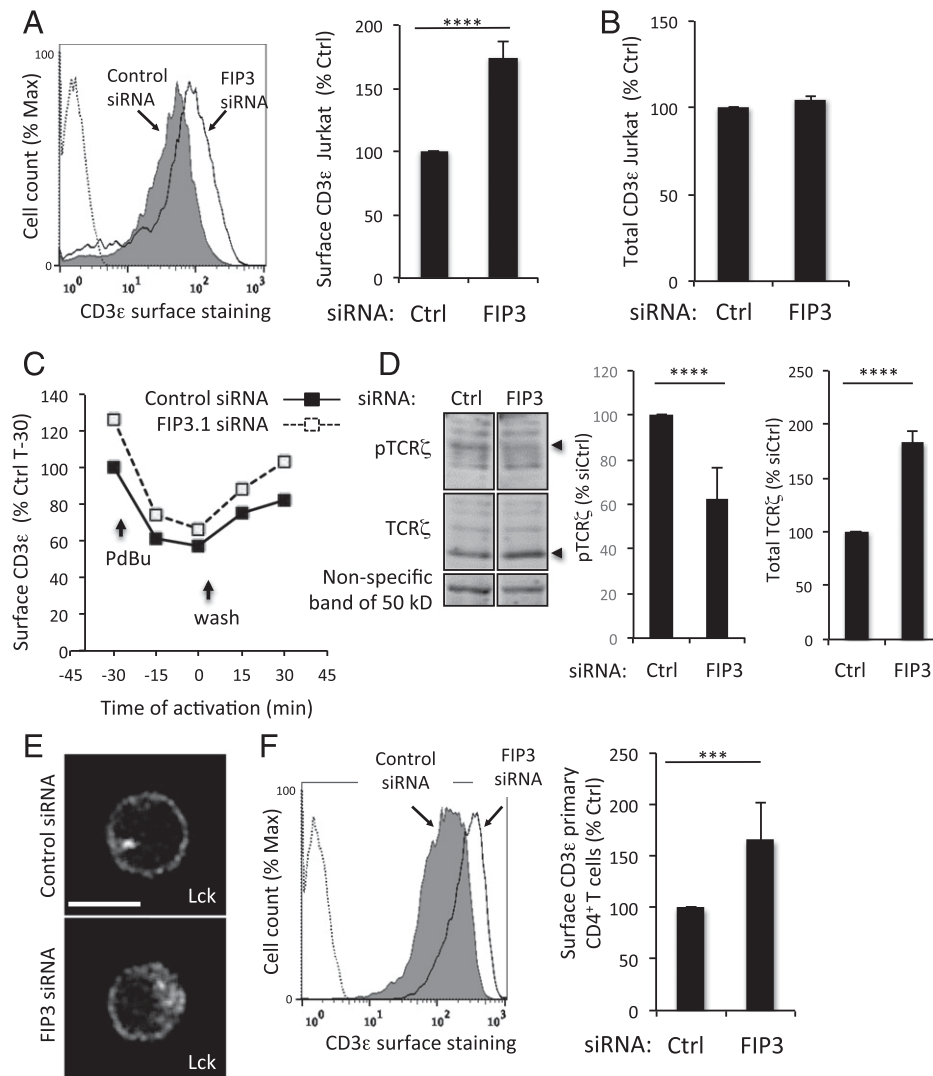 A
100
Cell count (% Max)
0
Control
siRNA
FIP3
siRNA
10⁰ 10¹ 10² 10³
CD3ε surface staining
Surface CD3ε Jurkat (% Ctrl)
200
150
100
50
0
****
siRNA: Ctrl FIP3
B
Total CD3ε Jurkat (% Ctrl)
150
100
50
0
siRNA: Ctrl FIP3
C
Control siRNA
FIP3.1 siRNA
Surface CD3ε (% Ctrl T-30)
140
120
100
80
60
40
20
0
PdBu
wash
-45 -30 -15 0 15 30 45
Time of activation (min)
D
siRNA: Ctrl FIP3
pTCRζ
TCRζ
Non-specific
band of 50 kD
pTCRζ (% siCtrl)
120
100
80
60
40
20
0
****
siRNA: Ctrl FIP3
Total TCRζ (% siCtrl)
250
200
150
100
50
0
****
Ctrl FIP3
E
Control siRNA
Lck
FIP3 siRNA
Lck
F
Control
siRNA
FIP3
siRNA
100
Cell count (% Max)
0
10⁰ 10¹ 10² 10³
CD3ε surface staining
Surface CD3ε primary
CD4⁺ T cells (% Ctrl)
250
200
150
100
50
0
***
siRNA: Ctrl FIP3